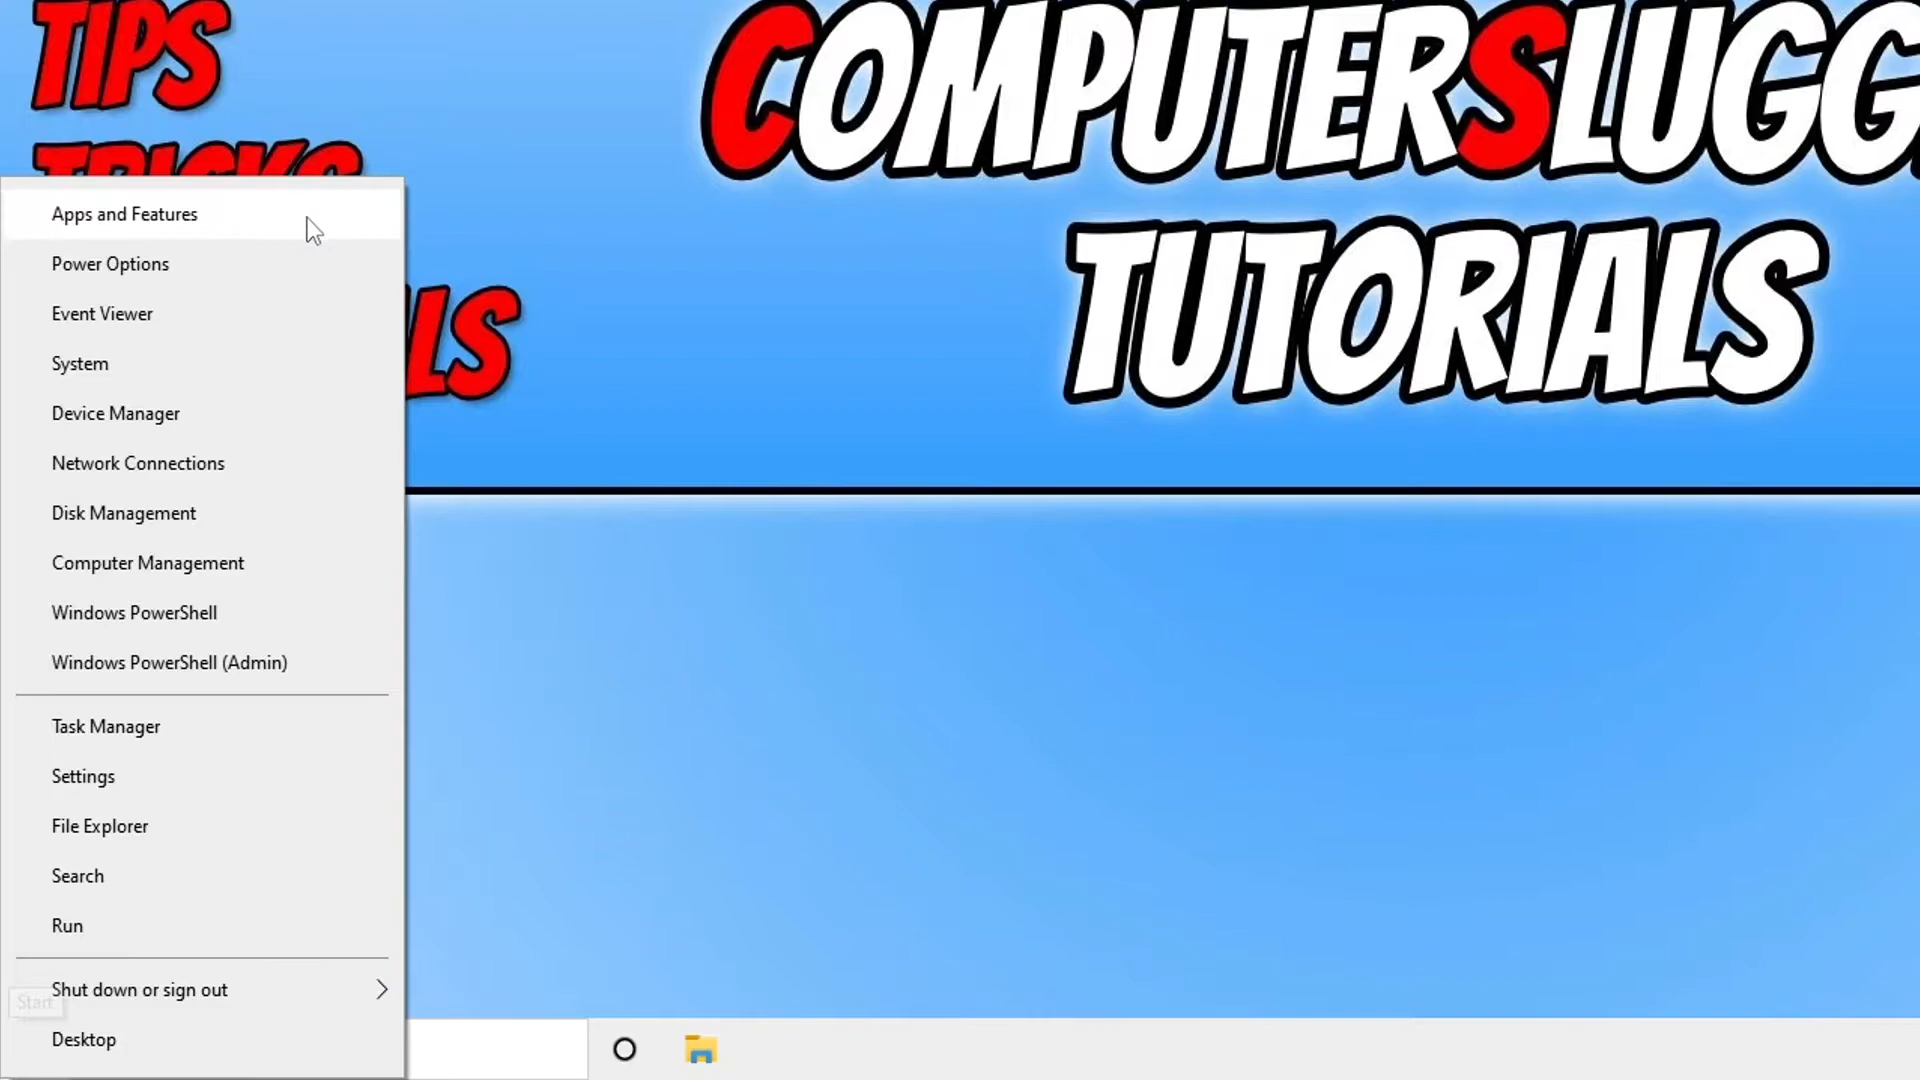 TIPS
COMPUTERSLUGG
TRICKS
TUTORIALS
LS
Apps and Features
Power Options
Event Viewer
System
Device Manager
Network Connections
Disk Management
Computer Management
Windows PowerShell
Windows PowerShell (Admin)
Task Manager
Settings
File Explorer
Search
Run
Shut down or sign out
Start
Desktop